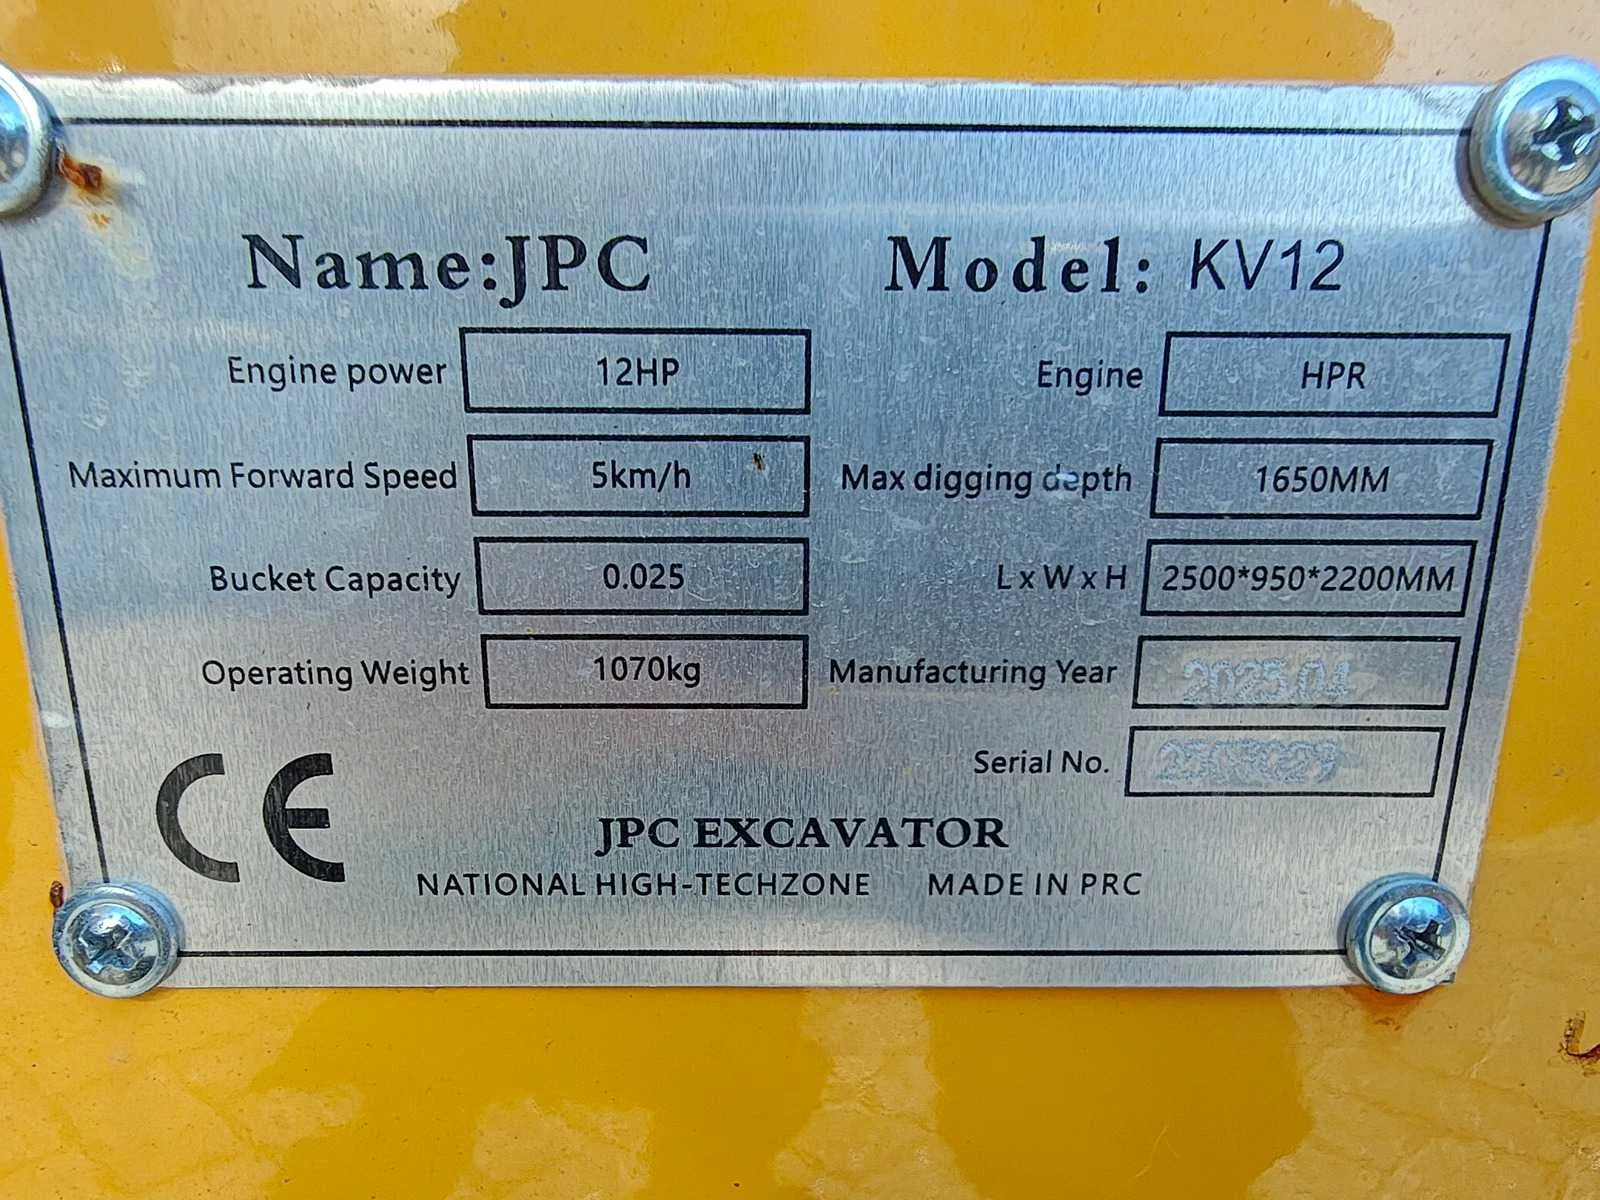 Name:JPC Model: KV12
Engine power 12HP Engine HPR
Maximum Forward Speed 5km/h Max digging depth 1650MM
Bucket Capacity 0.025 L x W x H 2500*950*2200MM
Operating Weight 1070kg Manufacturing Year 2025.04
Serial No.
CE
JPC EXCAVATOR
NATIONAL HIGH-TECHZONE MADE IN PRC